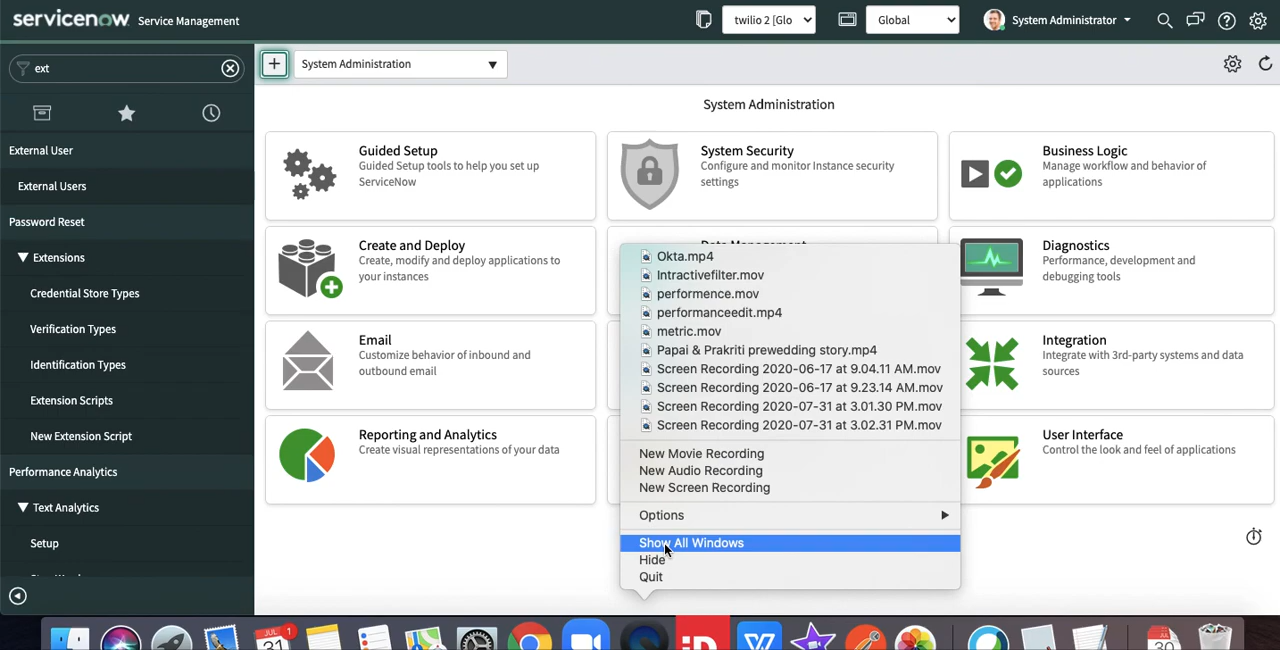 servicenow Service Management
twilio 2 [Glo
Global
System Administrator
ext
System Administration
External User
External Users
Password Reset
Extensions
Credential Store Types
Verification Types
Identification Types
Extension Scripts
New Extension Script
Performance Analytics
Text Analytics
Setup
System Administration
Guided Setup
Guided Setup tools to help you set up
ServiceNow
System Security
Configure and monitor Instance security
settings
Business Logic
Manage workflow and behavior of
applications
Create and Deploy
Create, modify and deploy applications to
your instances
Data Management
Diagnostics
Performance, development and
debugging tools
Email
Customize behavior of inbound and
outbound email
Integration
Integrate with 3rd-party systems and data
sources
Reporting and Analytics
Create visual representations of your data
User Interface
Control the look and feel of applications
Okta.mp4
Intractivefilter.mov
performence.mov
performanceedit.mp4
metric.mov
Papai & Prakriti prewedding story.mp4
Screen Recording 2020-06-17 at 9.04.11 AM.mov
Screen Recording 2020-06-17 at 9.23.14 AM.mov
Screen Recording 2020-07-31 at 3.01.30 PM.mov
Screen Recording 2020-07-31 at 3.02.31 PM.mov
New Movie Recording
New Audio Recording
New Screen Recording
Options
Show All Windows
Hide
Quit
JUL
31
1
JUL
30